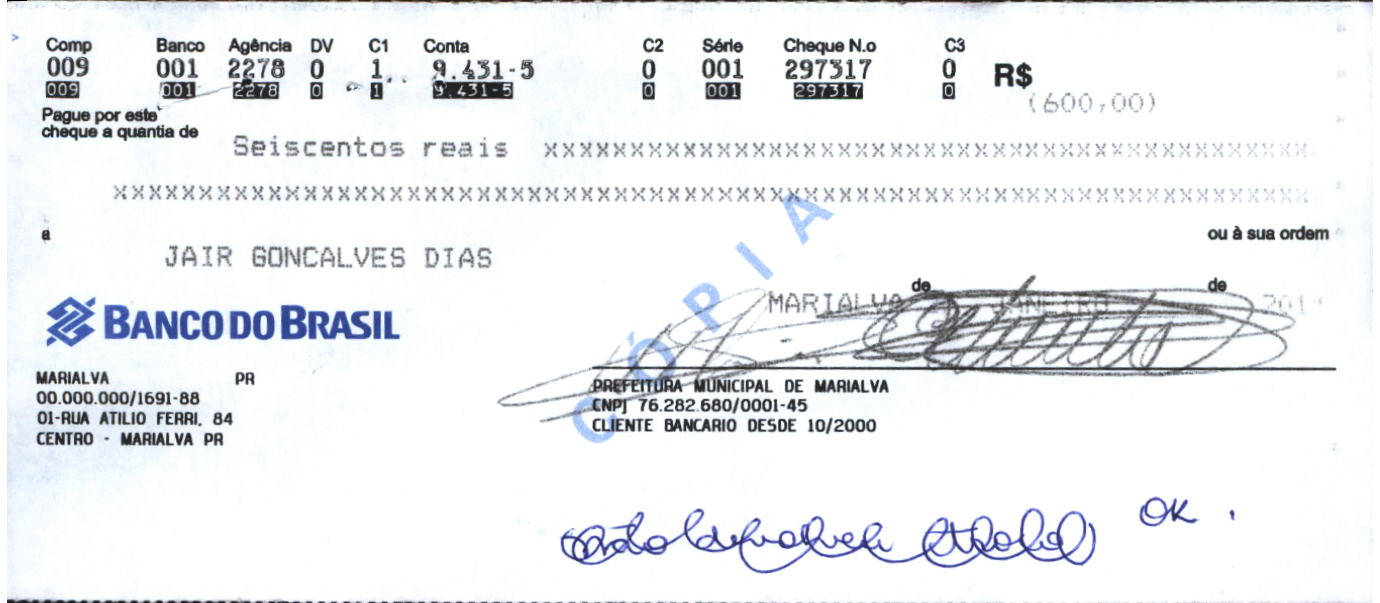 Comp Banco Agência DV C1 Conta C2 Série Cheque N.o C3
009 001 2278 0 1 9.431-5 0 001 297317 0 R$
009 001 2278 0 1 9.431-5 0 001 297317 0
(600,00)
Pague por este
cheque a quantia de
Seiscentos reais xxxxxxxxxxxxxxxxxxxxxxxxxxxxxxxxxxxxxxxxxxxxxxxxxxxxxx
xxxxxxxxxxxxxxxxxxxxxxxxxxxxxxxxxxxxxxxxxxxxxxxxxxxxxxxxxxxxxxxxxxxxxxxxxxxxxxxxxxxx
a ou à sua ordem
JAIR GONCALVES DIAS
CÓPIA
de de
MARIALVA
BANCO DO BRASIL
MARIALVA PR
00.000.000/1691-88
01-RUA ATILIO FERRI, 84
CENTRO - MARIALVA PR
PREFEITURA MUNICIPAL DE MARIALVA
CNPJ 76.282.680/0001-45
CLIENTE BANCARIO DESDE 10/2000
OK.